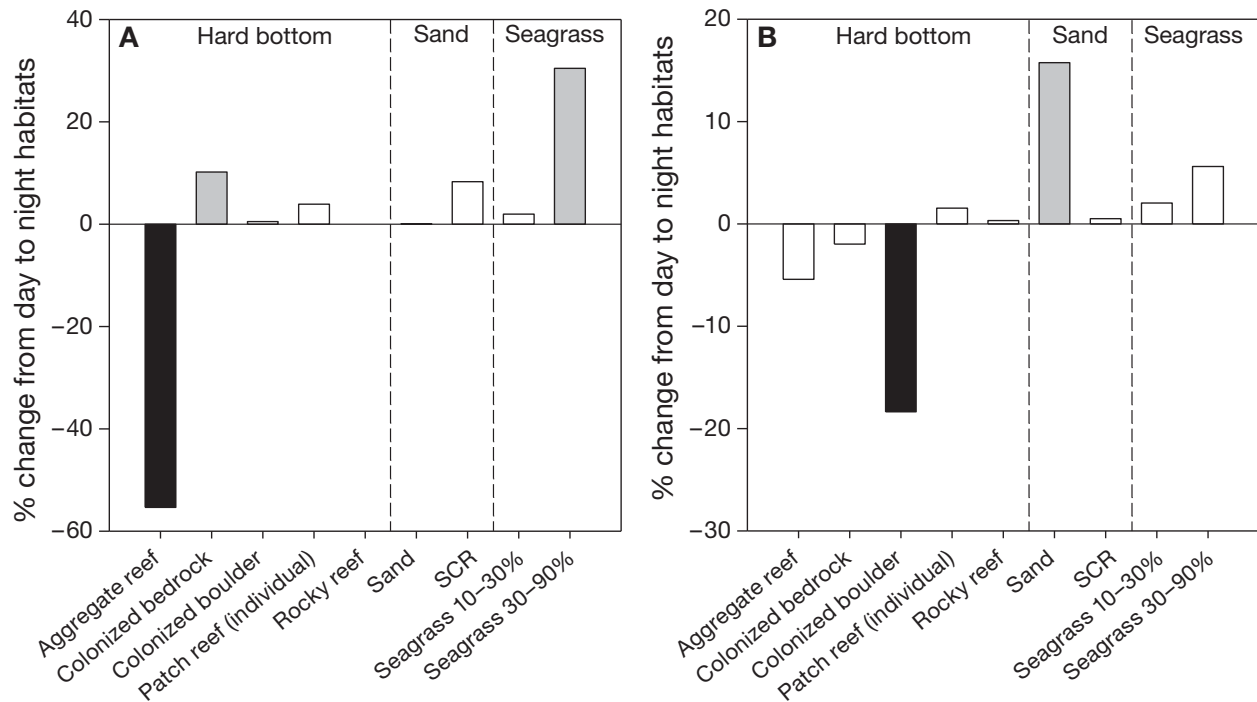 % change from day to night habitats
40
20
0
−20
−40
−60
A
Hard bottom
Sand
Seagrass
Aggregate reef
Colonized bedrock
Colonized boulder
Patch reef (individual)
Rocky reef
Sand
SCR
Seagrass 10–30%
Seagrass 30–90%
% change from day to night habitats
20
10
0
−10
−20
−30
B
Hard bottom
Sand
Seagrass
Aggregate reef
Colonized bedrock
Colonized boulder
Patch reef (individual)
Rocky reef
Sand
SCR
Seagrass 10–30%
Seagrass 30–90%